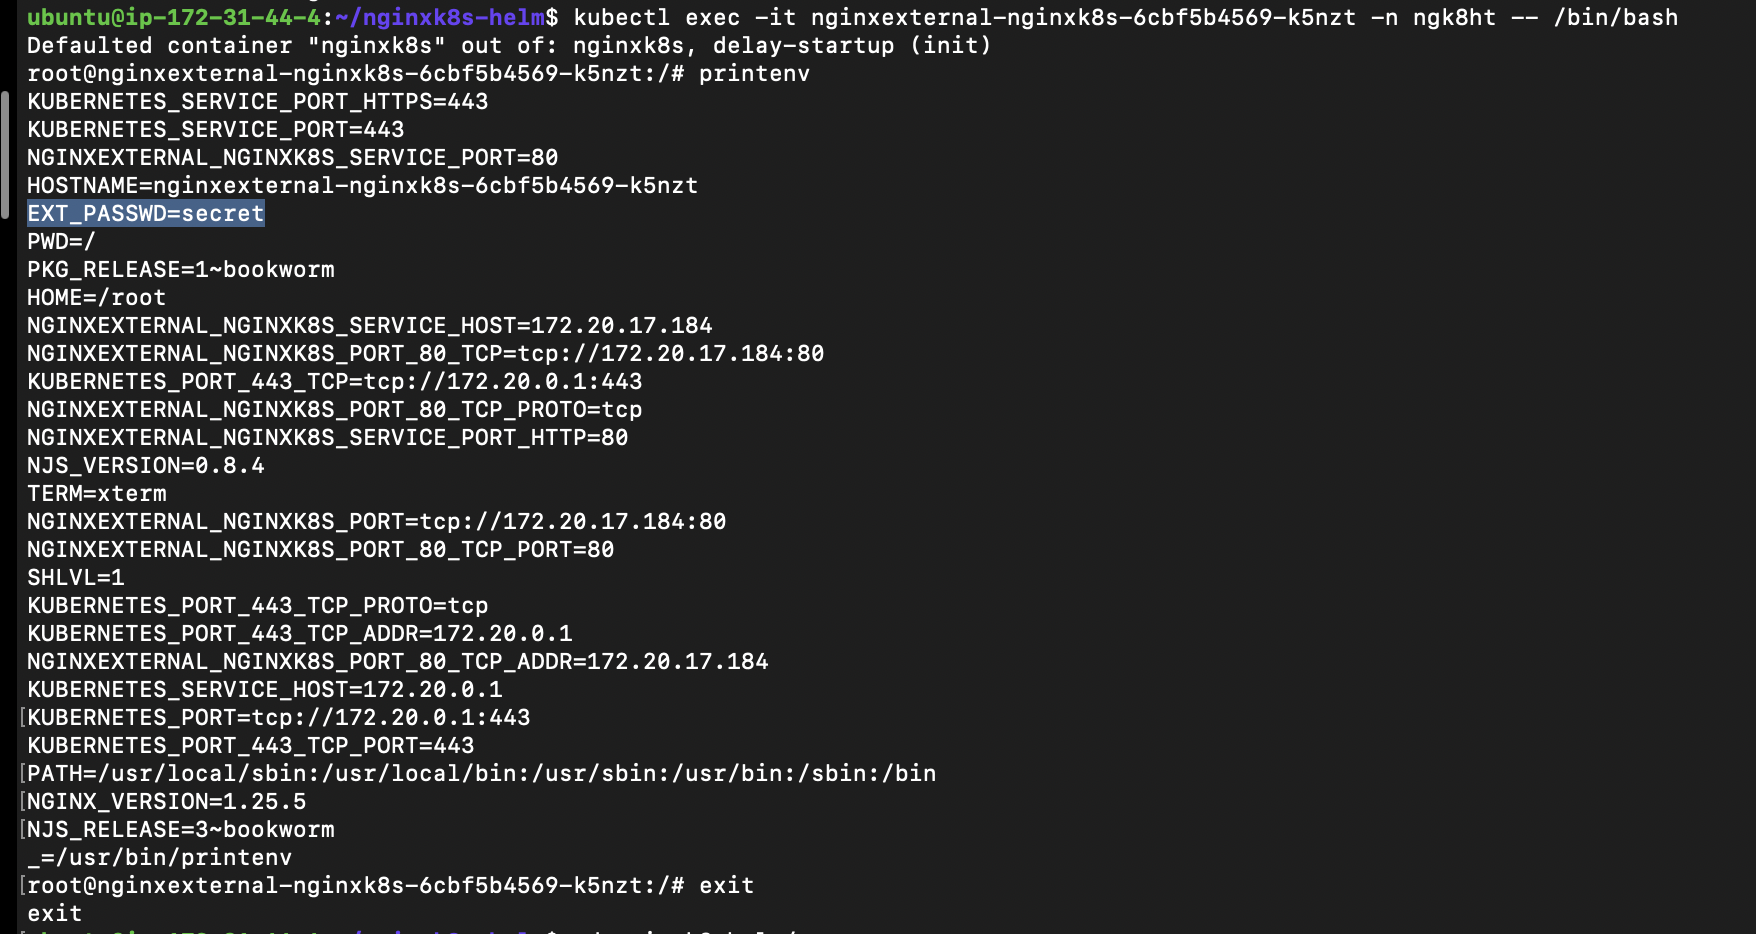 ubuntu@ip-172-31-44-4:~/nginxk8s-helm$ kubectl exec -it nginxexternal-nginxk8s-6cbf5b4569-k5nzt -n ngk8ht -- /bin/bash
Defaulted container "nginxk8s" out of: nginxk8s, delay-startup (init)
root@nginxexternal-nginxk8s-6cbf5b4569-k5nzt:/# printenv
KUBERNETES_SERVICE_PORT_HTTPS=443
KUBERNETES_SERVICE_PORT=443
NGINXEXTERNAL_NGINXK8S_SERVICE_PORT=80
HOSTNAME=nginxexternal-nginxk8s-6cbf5b4569-k5nzt
EXT_PASSWD=secret
PWD=/
PKG_RELEASE=1~bookworm
HOME=/root
NGINXEXTERNAL_NGINXK8S_SERVICE_HOST=172.20.17.184
NGINXEXTERNAL_NGINXK8S_PORT_80_TCP=tcp://172.20.17.184:80
KUBERNETES_PORT_443_TCP=tcp://172.20.0.1:443
NGINXEXTERNAL_NGINXK8S_PORT_80_TCP_PROTO=tcp
NGINXEXTERNAL_NGINXK8S_SERVICE_PORT_HTTP=80
NJS_VERSION=0.8.4
TERM=xterm
NGINXEXTERNAL_NGINXK8S_PORT=tcp://172.20.17.184:80
NGINXEXTERNAL_NGINXK8S_PORT_80_TCP_PORT=80
SHLVL=1
KUBERNETES_PORT_443_TCP_PROTO=tcp
KUBERNETES_PORT_443_TCP_ADDR=172.20.0.1
NGINXEXTERNAL_NGINXK8S_PORT_80_TCP_ADDR=172.20.17.184
KUBERNETES_SERVICE_HOST=172.20.0.1
[KUBERNETES_PORT=tcp://172.20.0.1:443
KUBERNETES_PORT_443_TCP_PORT=443
[PATH=/usr/local/sbin:/usr/local/bin:/usr/sbin:/usr/bin:/sbin:/bin
[NGINX_VERSION=1.25.5
[NJS_RELEASE=3~bookworm
_=/usr/bin/printenv
[root@nginxexternal-nginxk8s-6cbf5b4569-k5nzt:/# exit
exit